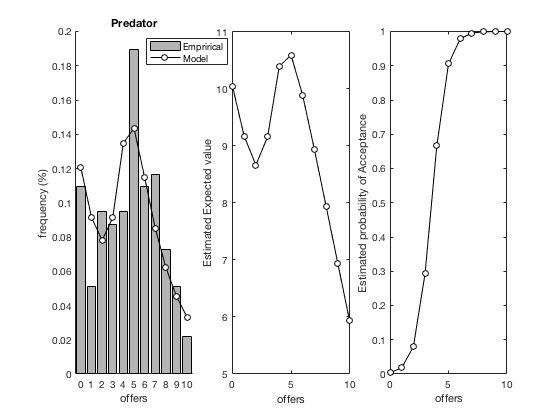 Predator
Emprirical
Model
frequency (%)
0.2
0.18
0.16
0.14
0.12
0.1
0.08
0.06
0.04
0.02
0
0 1 2 3 4 5 6 7 8 9 10
offers
Estimated Expected value
11
10
9
8
7
6
5
0 5 10
offers
Estimated probability of Acceptance
1
0.9
0.8
0.7
0.6
0.5
0.4
0.3
0.2
0.1
0
0 5 10
offers